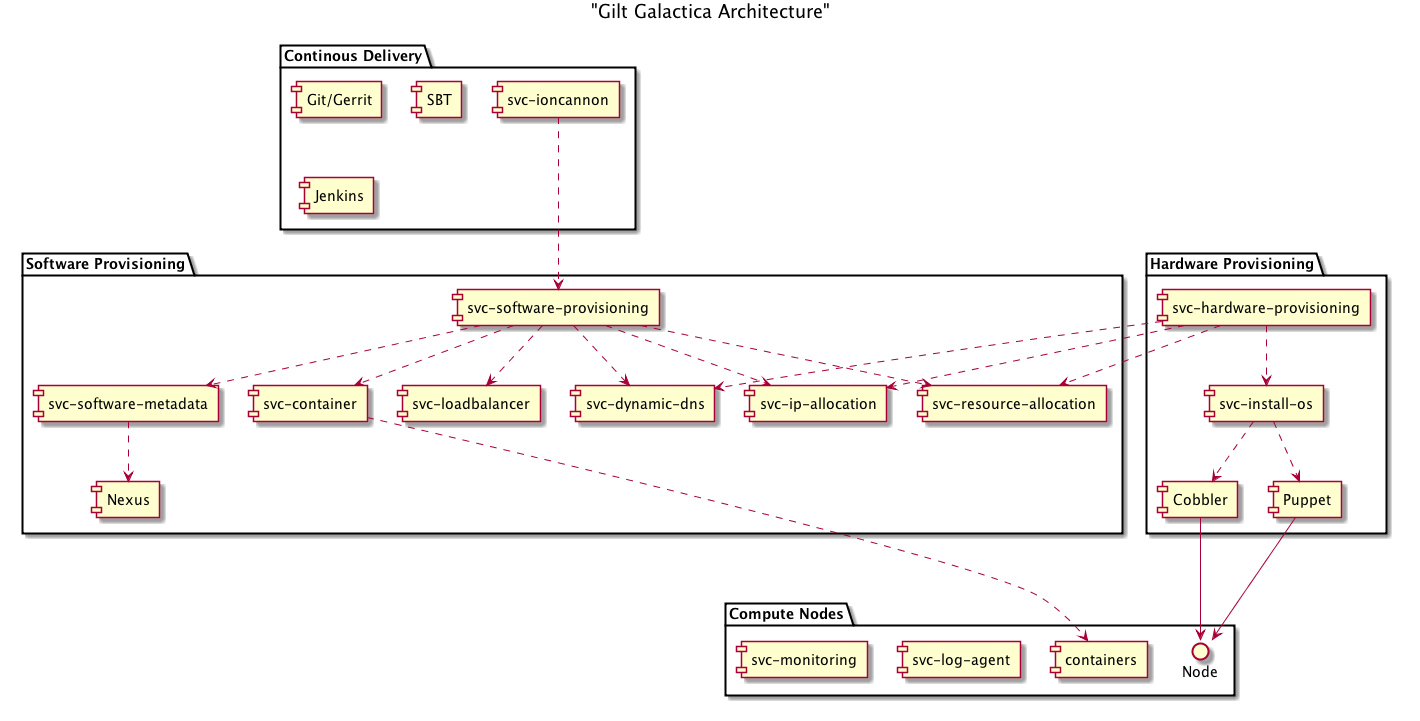 "Gilt Galactica Architecture"
Continous Delivery
Git/Gerrit
SBT
svc-ioncannon
Jenkins
Software Provisioning
Hardware Provisioning
svc-software-provisioning
svc-hardware-provisioning
svc-software-metadata
svc-container
svc-loadbalancer
svc-dynamic-dns
svc-ip-allocation
svc-resource-allocation
svc-install-os
Nexus
Cobbler
Puppet
Compute Nodes
svc-monitoring
svc-log-agent
containers
Node